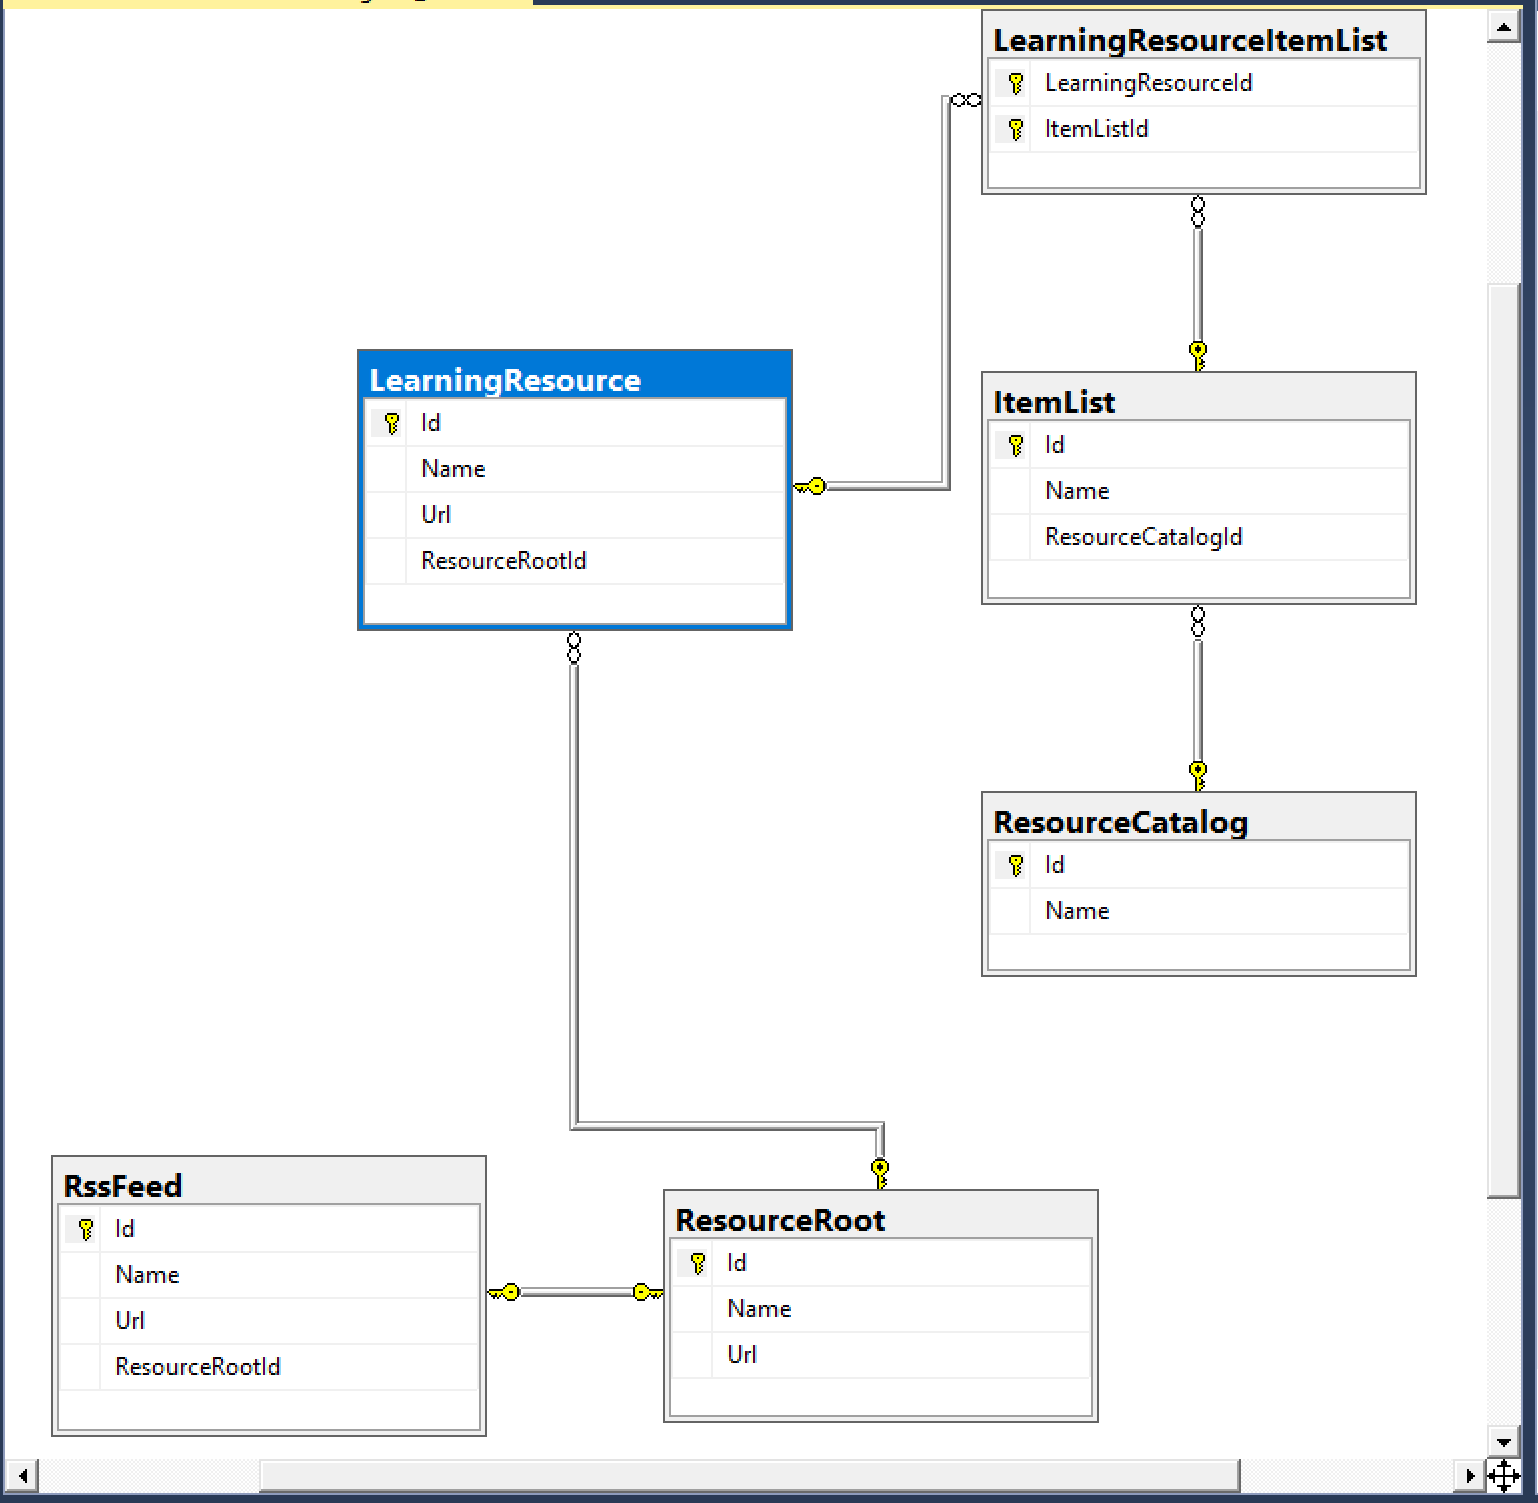 LearningResourceItemList
LearningResourceId
ItemListId
LearningResource
Id
Name
Url
ResourceRootId
ItemList
Id
Name
ResourceCatalogId
ResourceCatalog
Id
Name
RssFeed
Id
Name
Url
ResourceRootId
ResourceRoot
Id
Name
Url